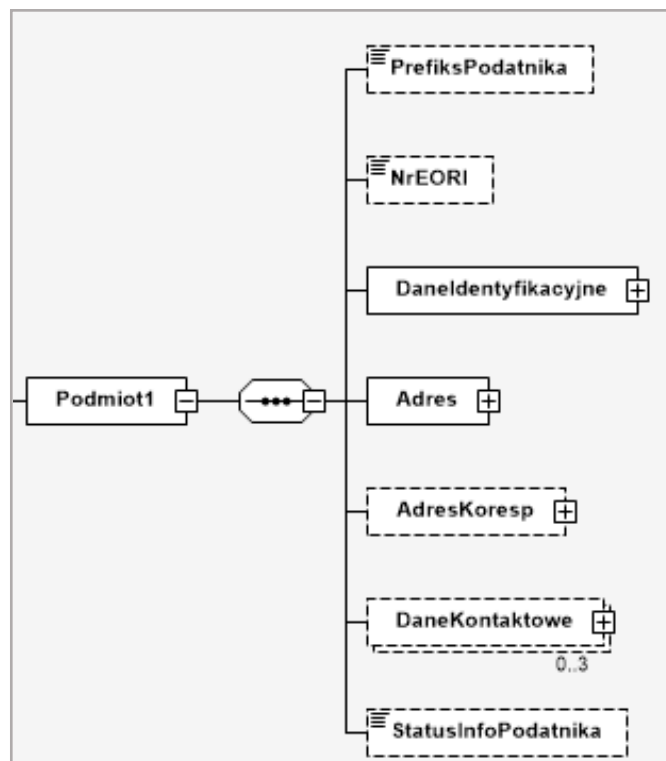 PrefiksPodatnika
NrEORI
DaneIdentyfikacyjne
Podmiot1
Adres
AdresKoresp
DaneKontaktowe
0..3
StatusInfoPodatnika